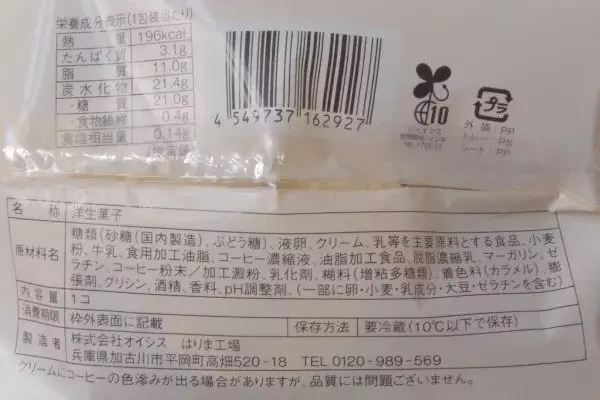 栄養成分表示(1包装当たり)
熱量 196kcal
たんぱく質 3.1g
脂質 11.0g
炭水化物 21.4g
-糖質 21.0g
-食物繊維 0.4g
食塩相当量 0.14g
(推定値)
4 549737 162927
バイオマス
No.170033
プラ
外装:PP
トレー:PS
シート:PP
名称 洋生菓子
原材料名 糖類(砂糖(国内製造)、ぶどう糖)、液卵、クリーム、乳等を主要原料とする食品、小麦
粉、牛乳、食用加工油脂、コーヒー濃縮液、油脂加工食品、脱脂濃縮乳、マーガリン、ゼ
ラチン、コーヒー粉末/加工澱粉、乳化剤、糊料(増粘多糖類)、着色料(カラメル)、膨
張剤、グリシン、酒精、香料、pH調整剤、(一部に卵・小麦・乳成分・大豆・ゼラチンを含む)
内容量 1コ
消費期限 枠外表面に記載 保存方法 要冷蔵(10℃以下で保存)
製造者 株式会社オイシス はりま工場
兵庫県加古川市平岡町高畑520-18 TEL 0120-989-569
クリームにコーヒーの色滲みが出る場合がありますが、品質には問題ございません。